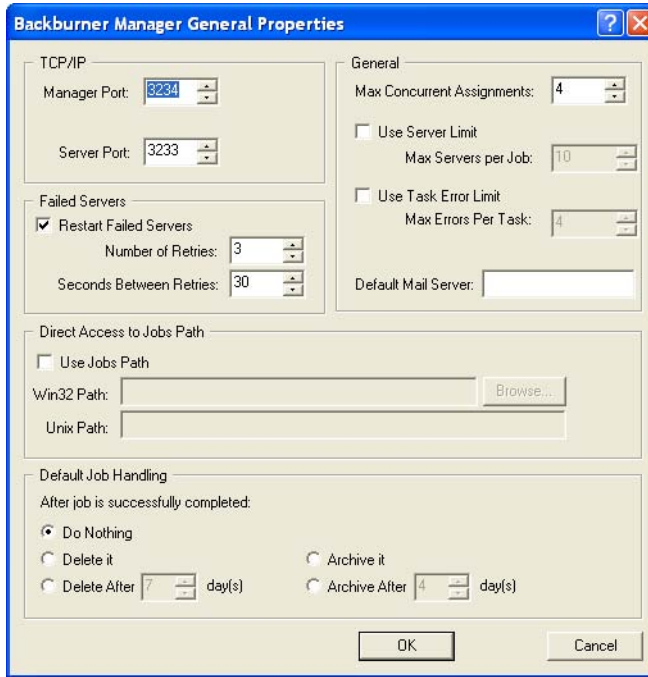 Backburner Manager General Properties
TCP/IP
Manager Port: 3234
Server Port: 3233
Failed Servers
Restart Failed Servers
Number of Retries: 3
Seconds Between Retries: 30
General
Max Concurrent Assignments: 4
Use Server Limit
Max Servers per Job: 10
Use Task Error Limit
Max Errors Per Task: 4
Default Mail Server:
Direct Access to Jobs Path
Use Jobs Path
Win32 Path: Browse...
Unix Path:
Default Job Handling
After job is successfully completed:
Do Nothing
Delete it Archive it
Delete After 7 day(s) Archive After 4 day(s)
OK Cancel